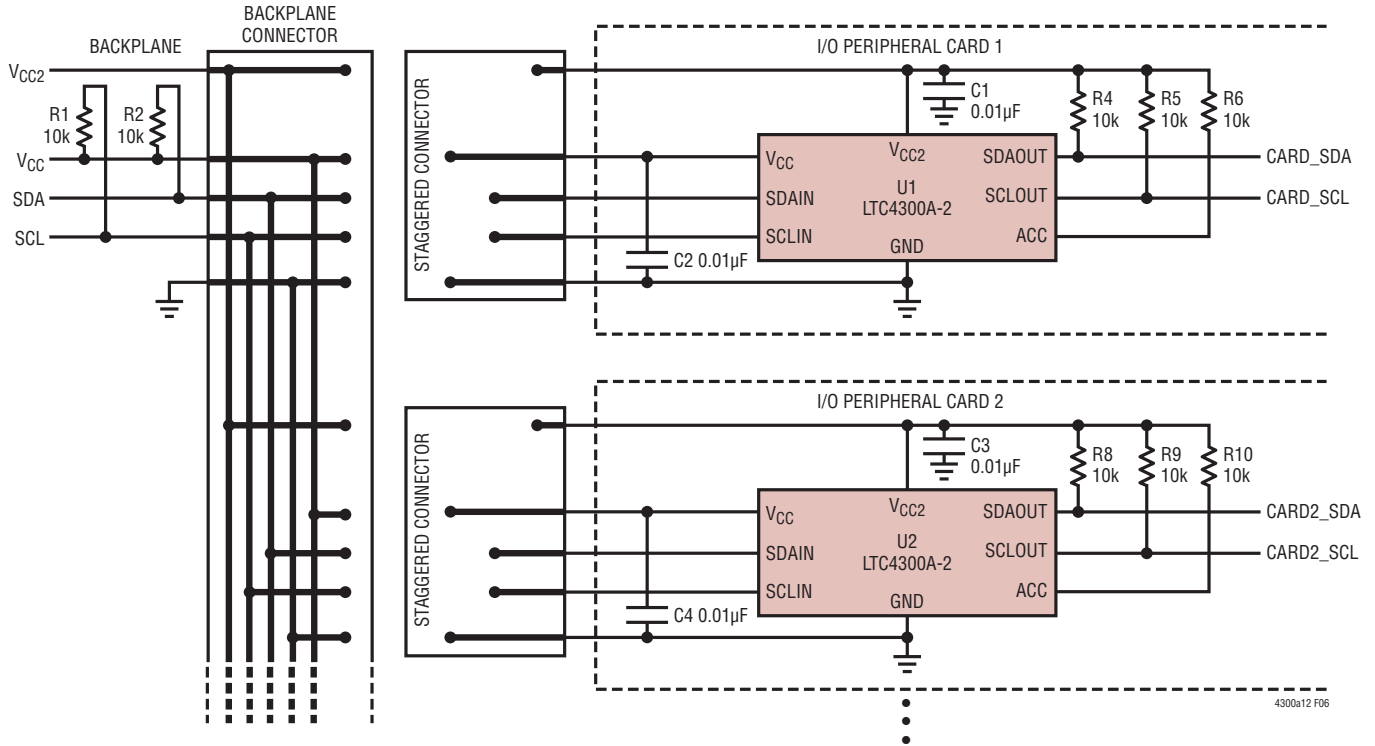 BACKPLANE
BACKPLANE
CONNECTOR
VCC2
R1
10k
R2
10k
VCC
SDA
SCL
STAGGERED CONNECTOR
I/O PERIPHERAL CARD 1
C1
0.01µF
R4
10k
R5
10k
R6
10k
VCC
VCC2
SDAOUT
CARD_SDA
SDAIN
U1
LTC4300A-2
SCLOUT
CARD_SCL
SCLIN
GND
ACC
C2 0.01µF
STAGGERED CONNECTOR
I/O PERIPHERAL CARD 2
C3
0.01µF
R8
10k
R9
10k
R10
10k
VCC
VCC2
SDAOUT
CARD2_SDA
SDAIN
U2
LTC4300A-2
SCLOUT
CARD2_SCL
SCLIN
GND
ACC
C4 0.01µF
4300a12 F06